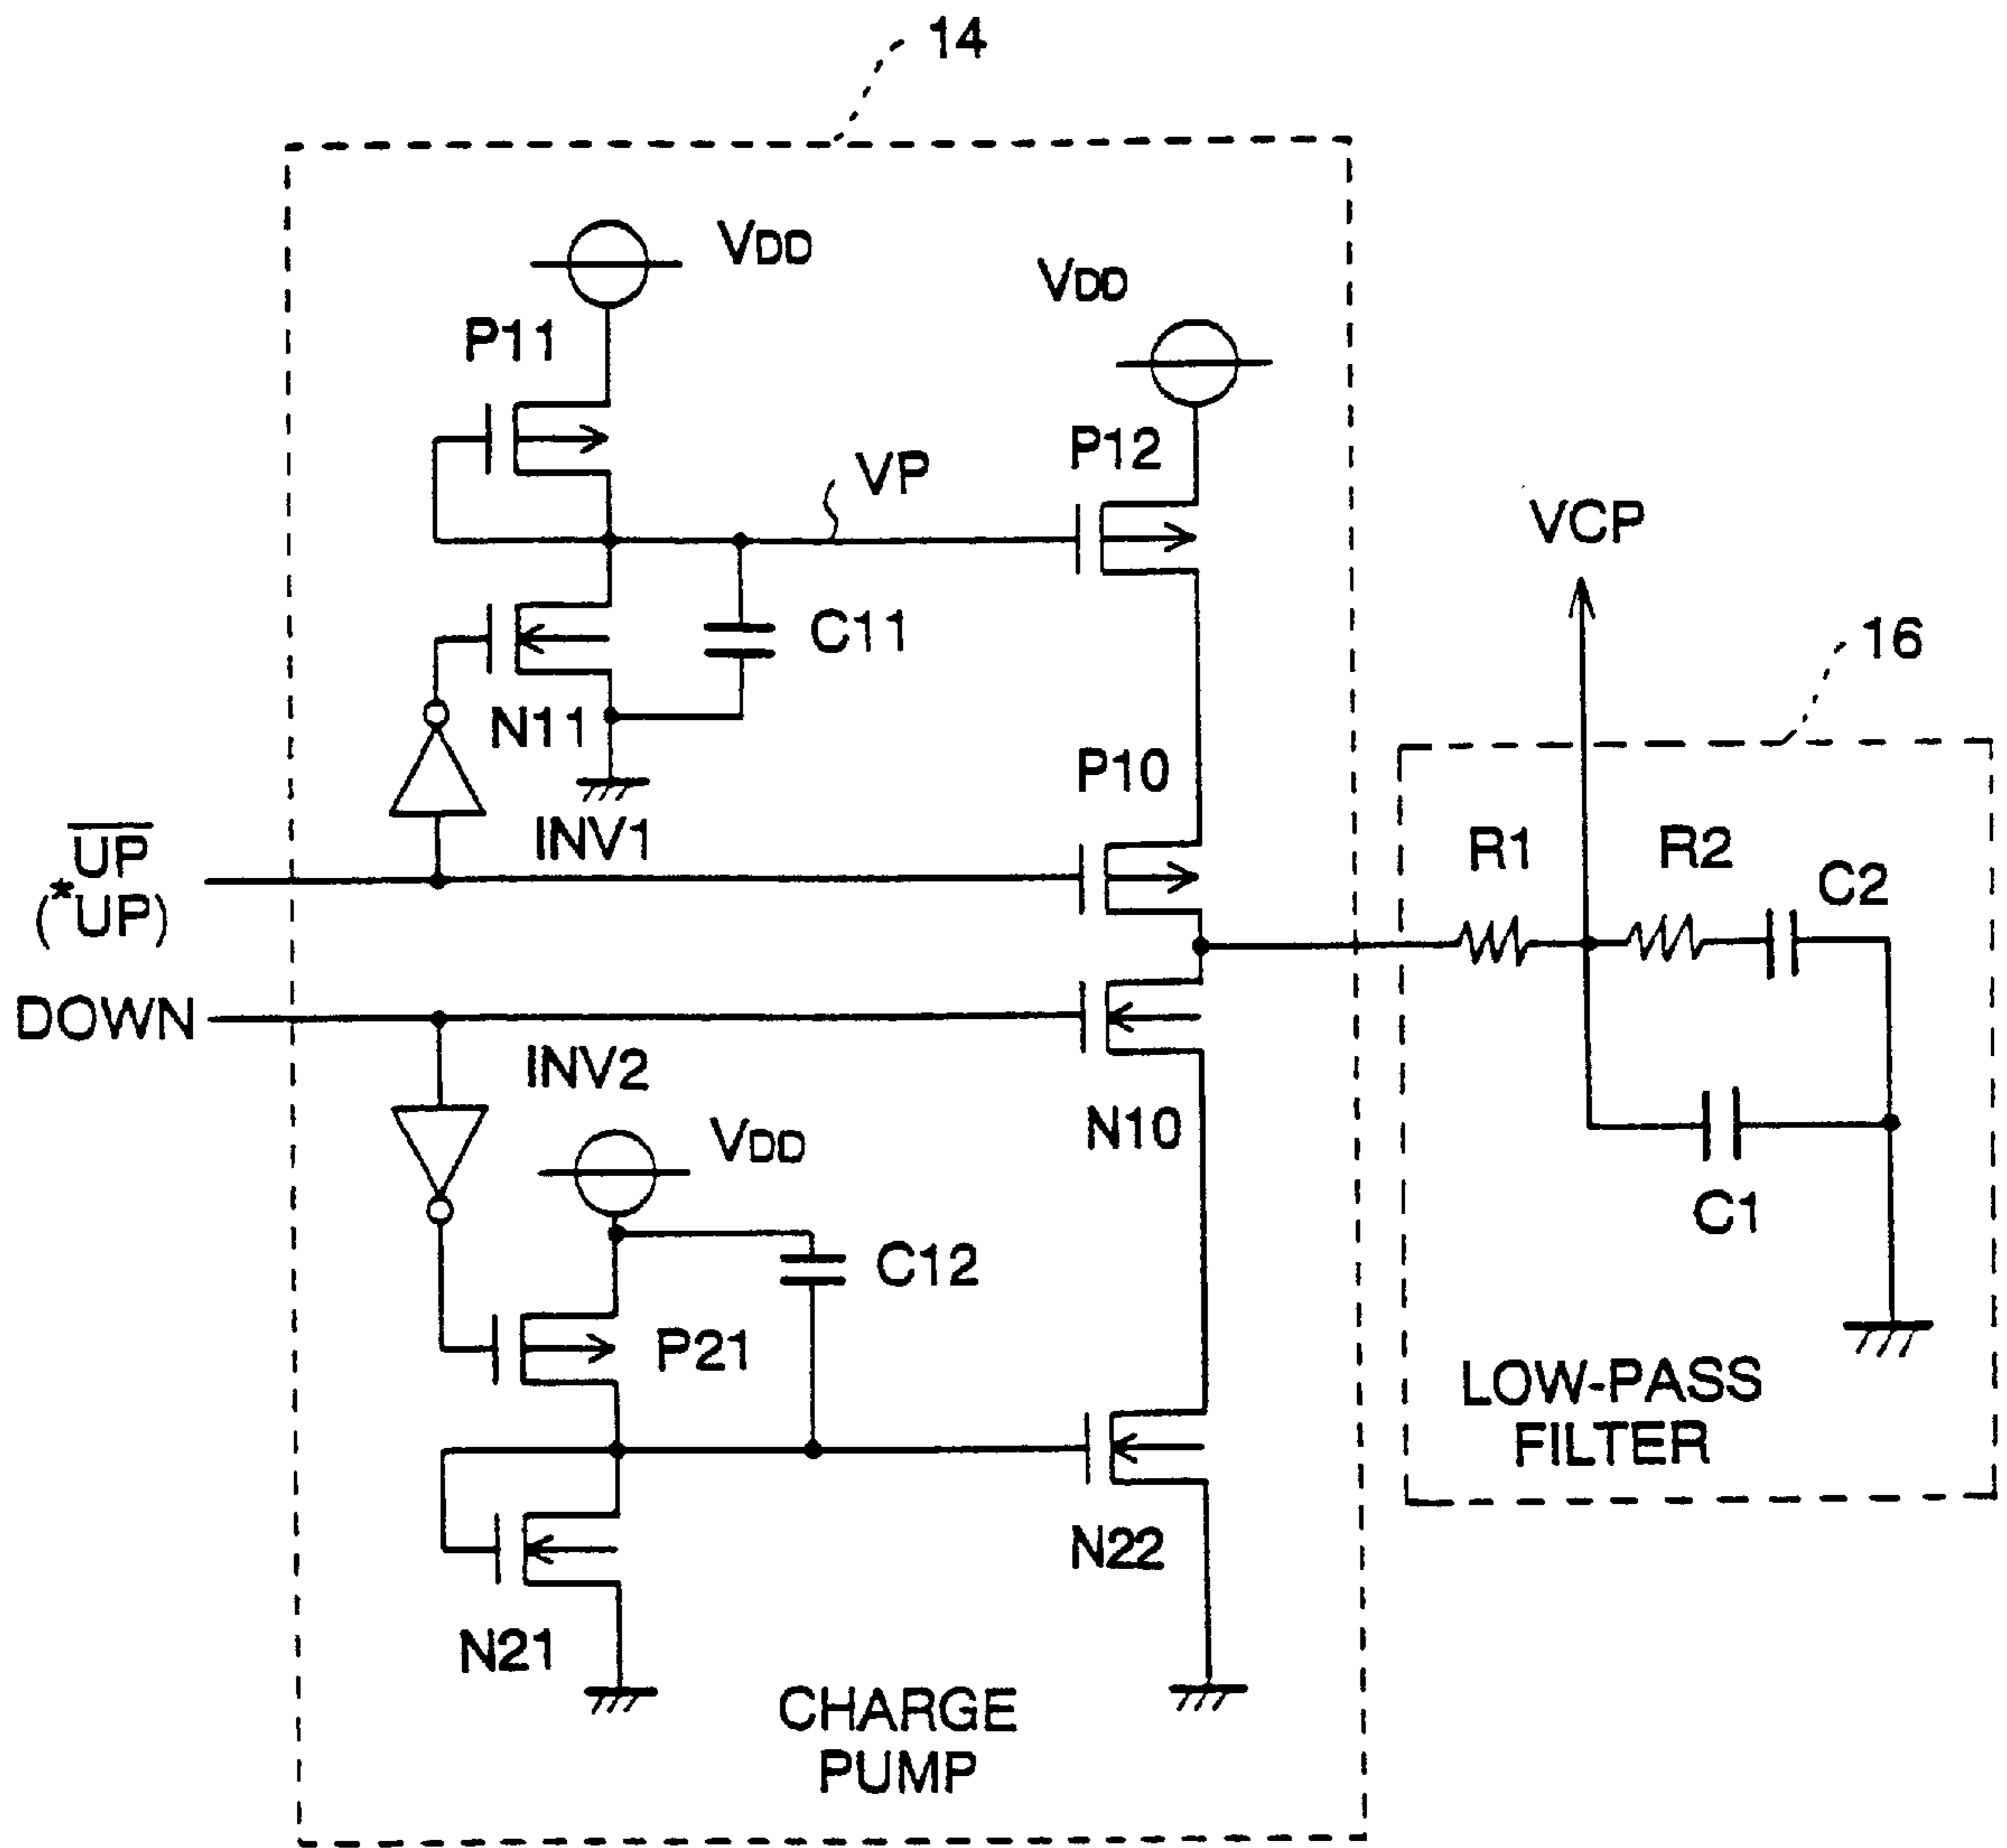 14
VDD
VDD
P11
P12
VP
VCP
C11
16
N11
P10
INV1
UP
(*UP)
R1
R2
C2
DOWN
INV2
N10
VDD
C12
C1
P21
LOW-PASS
FILTER
N22
N21
CHARGE
PUMP